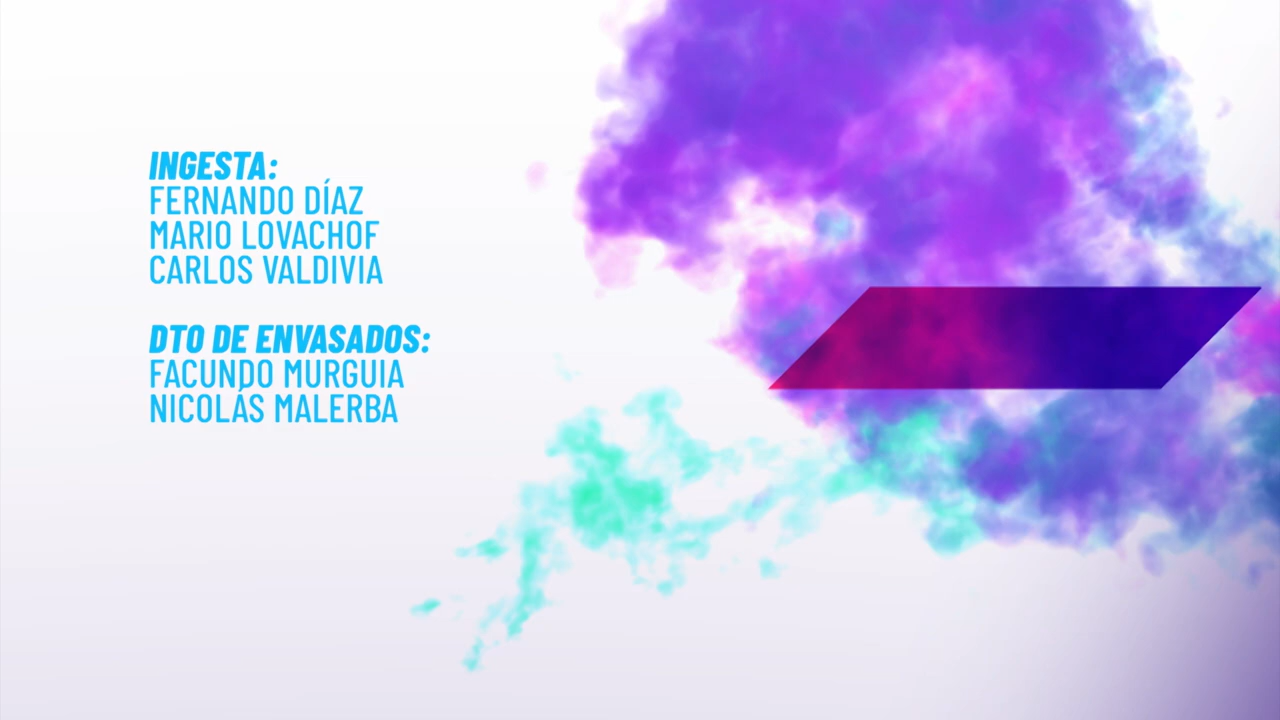 INGESTA:
FERNANDO DÍAZ
MARIO LOVACHOF
CARLOS VALDIVIA
DTO DE ENVASADOS:
FACUNDO MURGUIA
NICOLÁS MALERBA